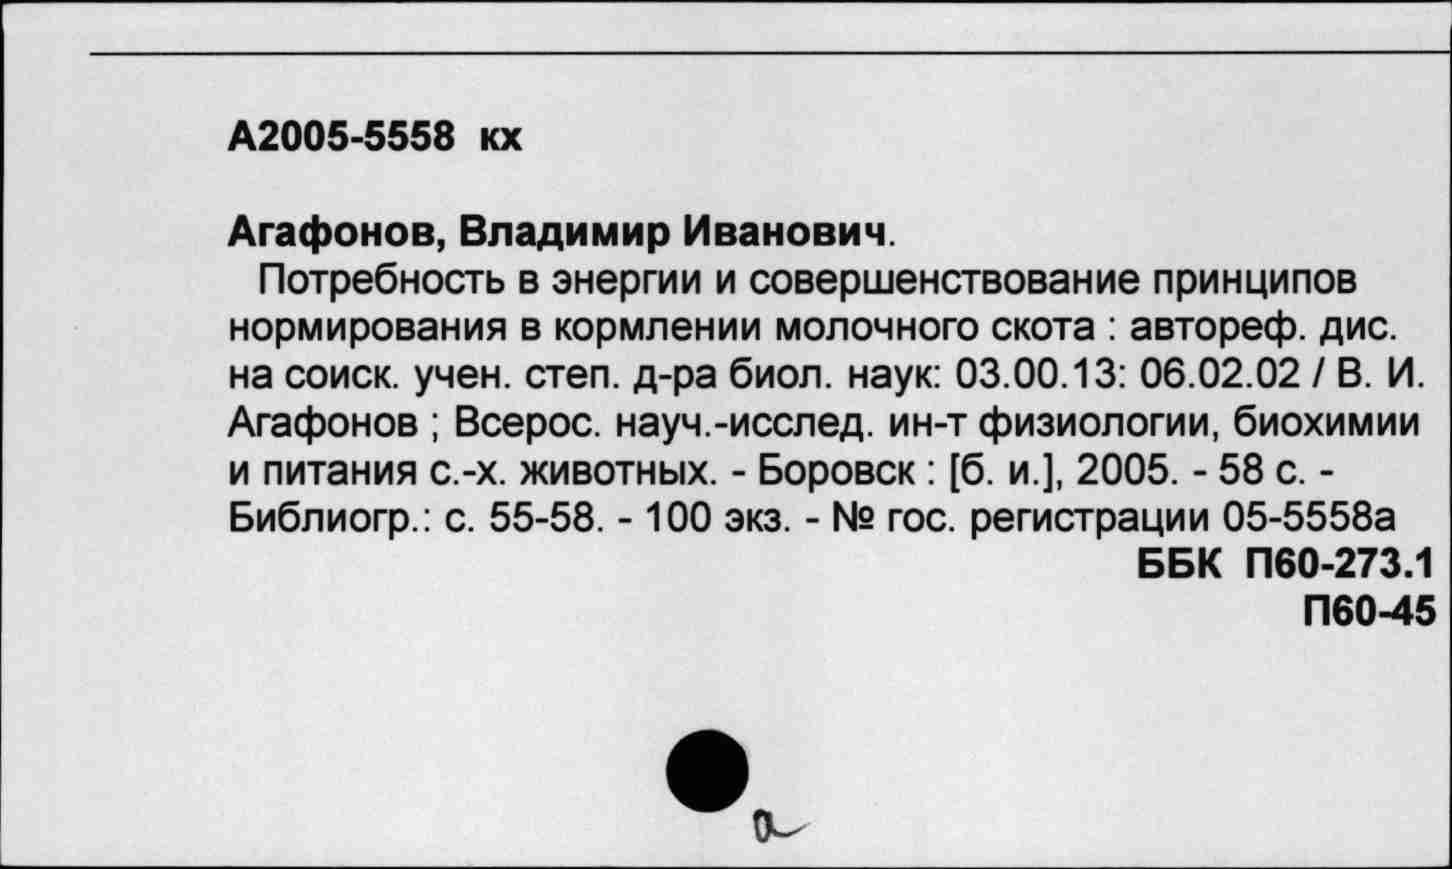 А2005-5558 кх
Агафонов, Владимир Иванович.
Потребность в энергии и совершенствование принципов
нормирования в кормлении молочного скота : автореф. дис.
на соиск. учен. степ. д-ра биол. наук: 03.00.13: 06.02.02 / В. И.
Агафонов ; Всерос. науч.-исслед. ин-т физиологии, биохимии
и питания с.-х. животных. - Боровск : [б. и.], 2005. - 58 с. -
Библиогр.: с. 55-58. - 100 экз. - № гос. регистрации 05-5558а
ББК П60-273.1
П60-45
а